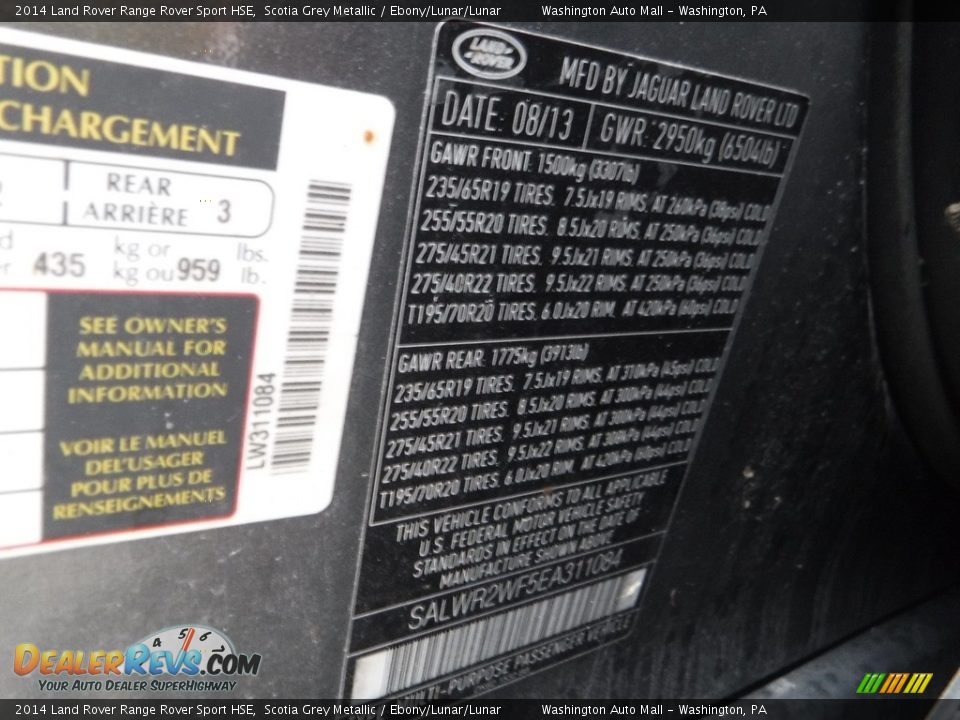 2014 Land Rover Range Rover Sport HSE,  Scotia Grey Metallic / Ebony/Lunar/Lunar   Washington Auto Mall - Washington, PA
TION
CHARGEMENT
REAR
ARRIÈRE 3
435 kg or
kg ou 959 lbs.
lb.
SEE OWNER'S
MANUAL FOR
ADDITIONAL
INFORMATION
VOIR LE MANUEL
DEL'USAGER
POUR PLUS DE
RENSEIGNEMENTS
LW311084
LAND
ROVER
MFD BY JAGUAR LAND ROVER LTD
DATE: 08/13 GWR: 2950kg (6504lb)
GAWR FRONT: 1500kg (3307lb)
235/65R19 TIRES, 7.5Jx19 RIMS, AT 260kPa (38psi) COLD
255/55R20 TIRES, 8.5Jx20 RIMS, AT 250kPa (36psi) COLD
275/45R21 TIRES, 9.5Jx21 RIMS, AT 250kPa (36psi) COLD
275/40R22 TIRES, 9.5Jx22 RIMS, AT 250kPa (36psi) COLD
T195/70R20 TIRES, 6.0Jx20 RIM, AT 420kPa (60psi) COLD
GAWR REAR: 1775kg (3913lb)
235/65R19 TIRES, 7.5Jx19 RIMS, AT 310kPa (45psi) COLD
255/55R20 TIRES, 8.5Jx20 RIMS, AT 300kPa (44psi) COLD
275/45R21 TIRES, 9.5Jx21 RIMS, AT 300kPa (44psi) COLD
275/40R22 TIRES, 9.5Jx22 RIMS, AT 300kPa (44psi) COLD
T195/70R20 TIRES, 6.0Jx20 RIM, AT 420kPa (60psi) COLD
THIS VEHICLE CONFORMS TO ALL APPLICABLE
U.S. FEDERAL MOTOR VEHICLE SAFETY
STANDARDS IN EFFECT ON THE DATE OF
MANUFACTURE SHOWN ABOVE
SALWR2WF5EA311084
MULTI-PURPOSE PASSENGER VEHICLE
4 5 6
DealerRevs.com
Your Auto Dealer SuperHighway
2014 Land Rover Range Rover Sport HSE,  Scotia Grey Metallic / Ebony/Lunar/Lunar   Washington Auto Mall - Washington, PA